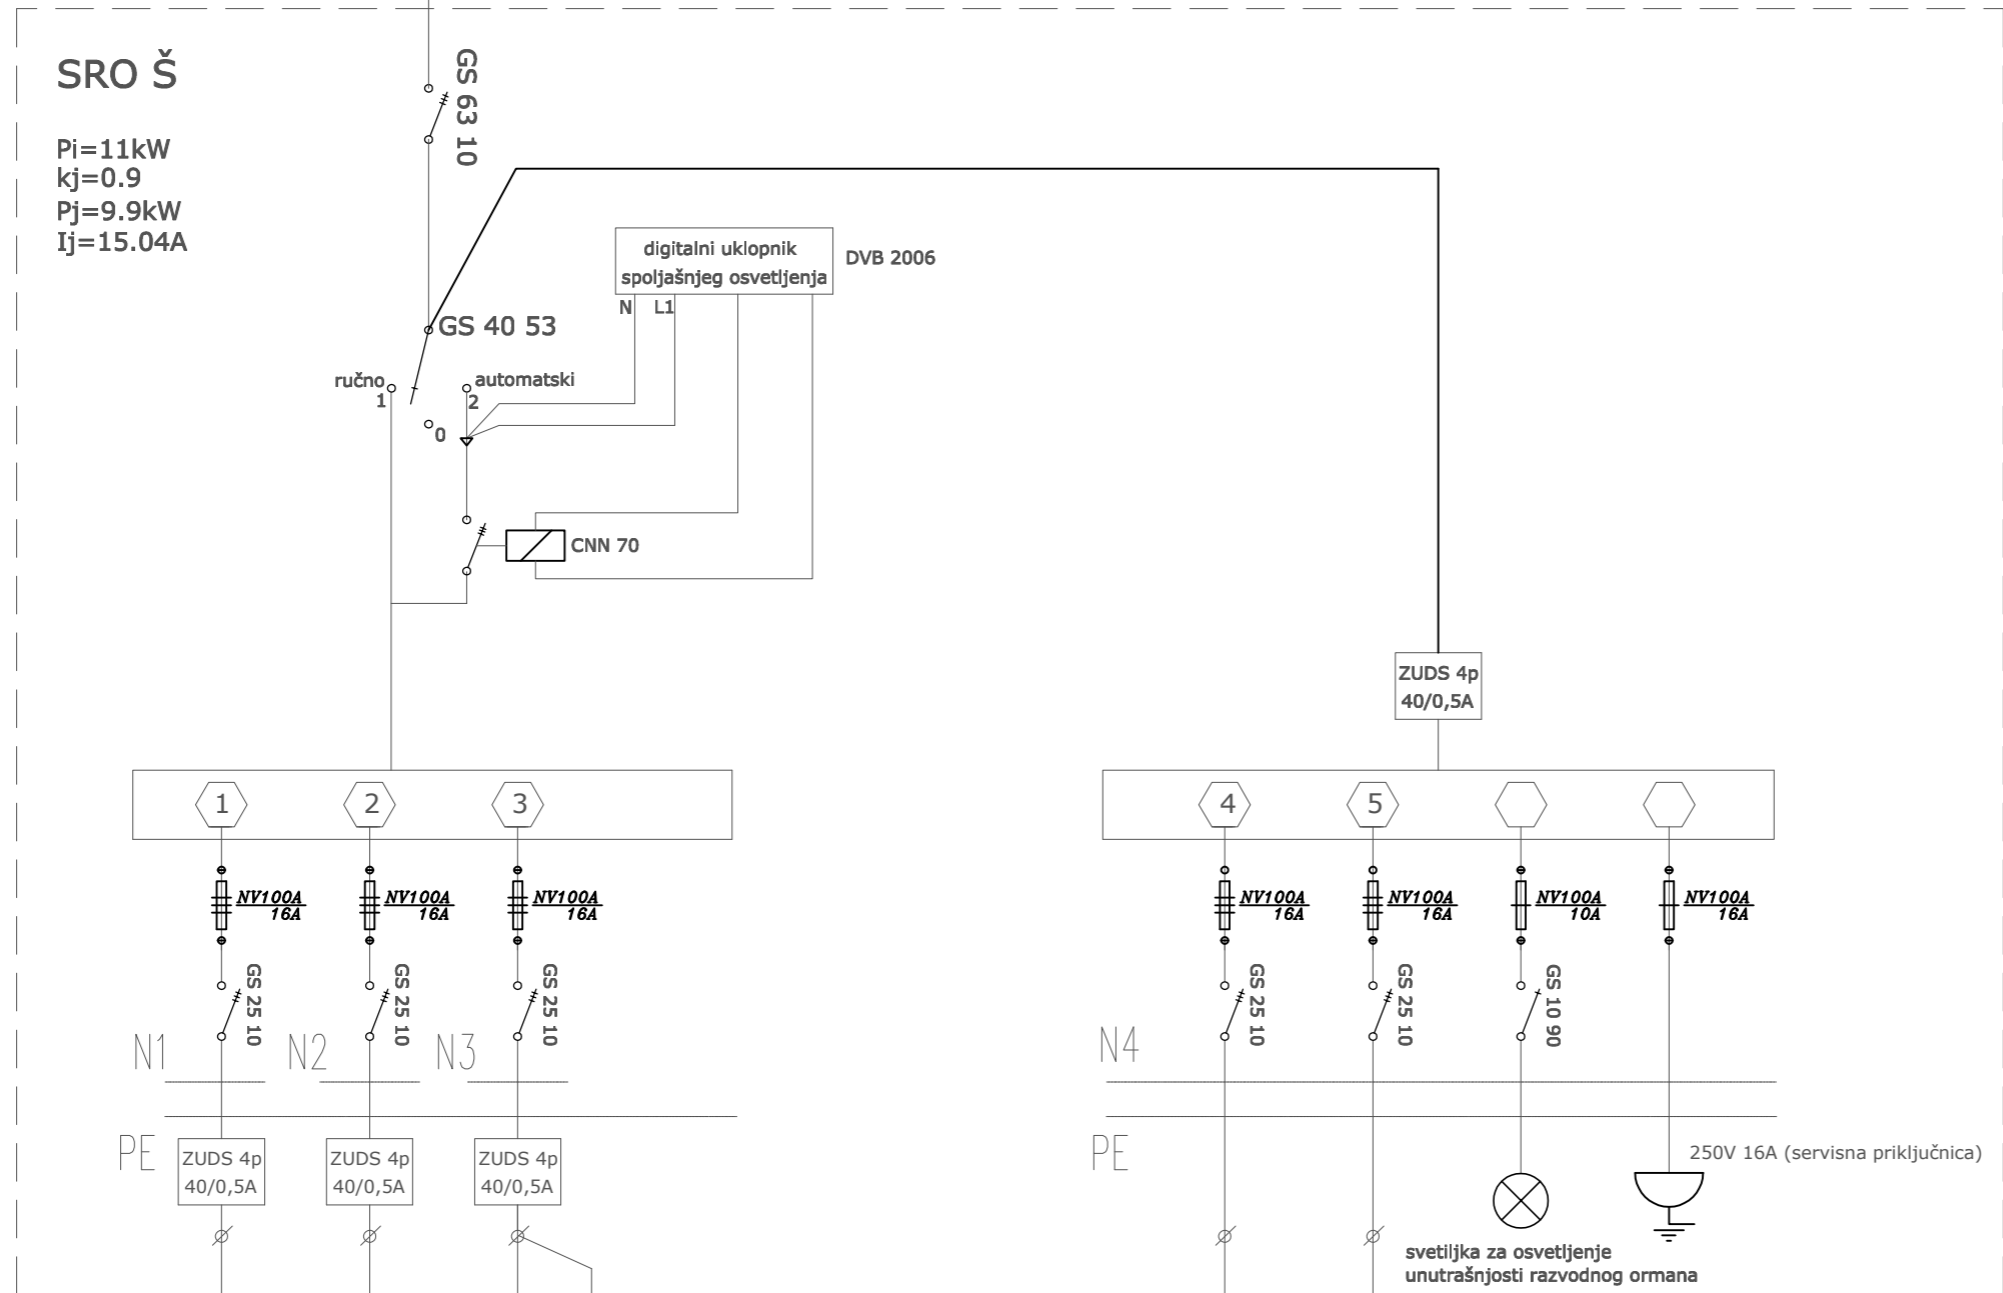 SRO Š
Pi=11kW
kj=0.9
Pj=9.9kW
Ij=15.04A
GS 63 10
digitalni uklopnik
spoljašnjeg osvetljenja
DVB 2006
N
L1
GS 40 53
ručno
1
automatski
2
0
CNN 70
ZUDS 4p
40/0,5A
1
2
3
4
5
NV100A
16A
NV100A
16A
NV100A
16A
NV100A
16A
NV100A
16A
NV100A
10A
NV100A
16A
GS 25 10
GS 25 10
GS 25 10
GS 25 10
GS 25 10
GS 10 90
N1
N2
N3
N4
PE
ZUDS 4p
40/0,5A
ZUDS 4p
40/0,5A
ZUDS 4p
40/0,5A
PE
250V 16A (servisna priključnica)
svetiljka za osvetljenje
unutrašnjosti razvodnog ormana